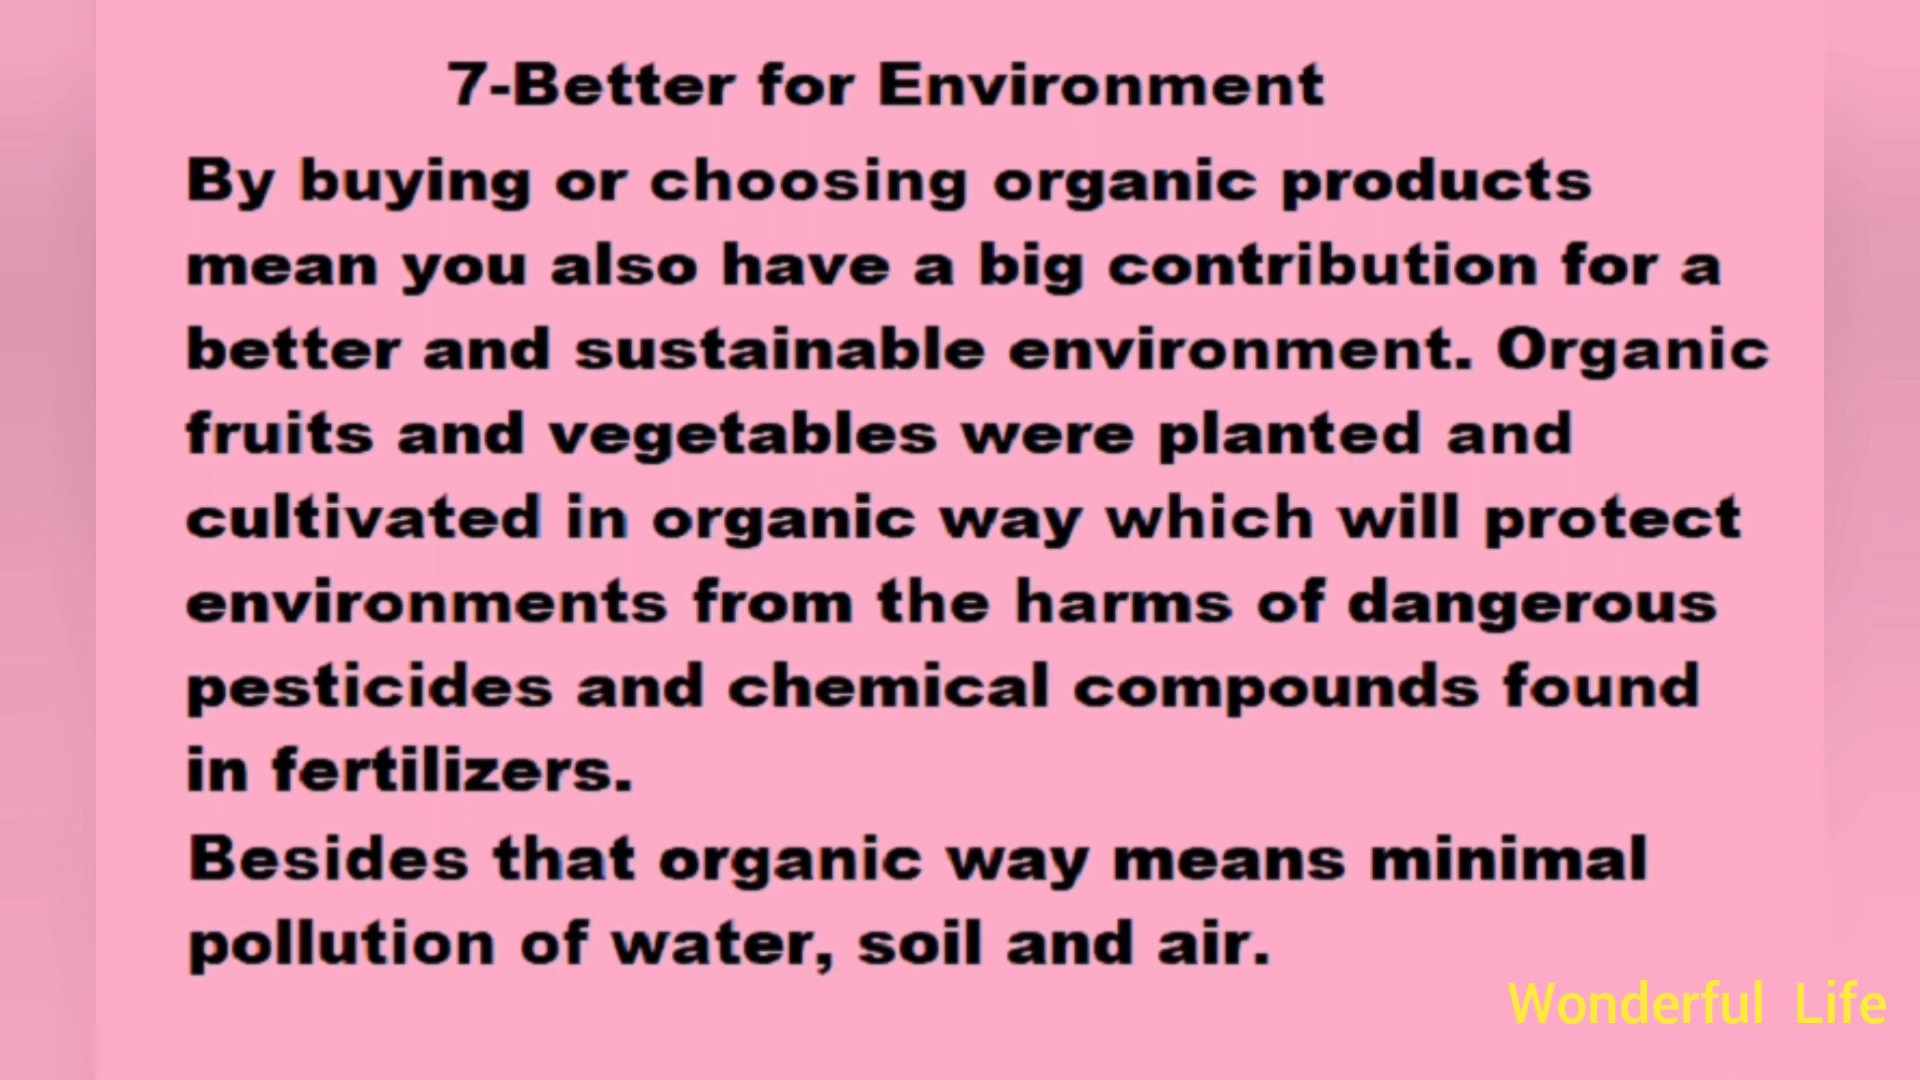 7-Better for Environment
By buying or choosing organic products
mean you also have a big contribution for a
better and sustainable environment. Organic
fruits and vegetables were planted and
cultivated in organic way which will protect
environments from the harms of dangerous
pesticides and chemical compounds found
in fertilizers.
Besides that organic way means minimal
pollution of water, soil and air.
Wonderful Life